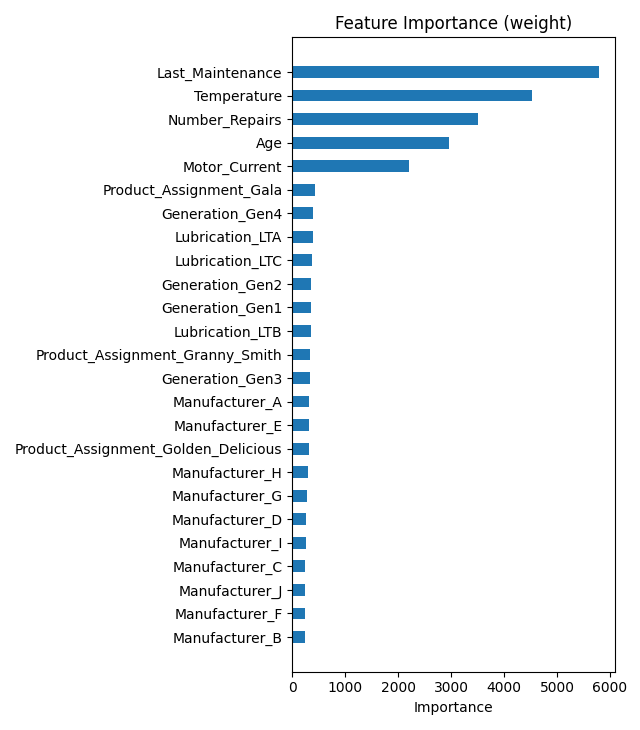 Feature Importance (weight)
Last_Maintenance
Temperature
Number_Repairs
Age
Motor_Current
Product_Assignment_Gala
Generation_Gen4
Lubrication_LTA
Lubrication_LTC
Generation_Gen2
Generation_Gen1
Lubrication_LTB
Product_Assignment_Granny_Smith
Generation_Gen3
Manufacturer_A
Manufacturer_E
Product_Assignment_Golden_Delicious
Manufacturer_H
Manufacturer_G
Manufacturer_D
Manufacturer_I
Manufacturer_C
Manufacturer_J
Manufacturer_F
Manufacturer_B
0 1000 2000 3000 4000 5000 6000
Importance